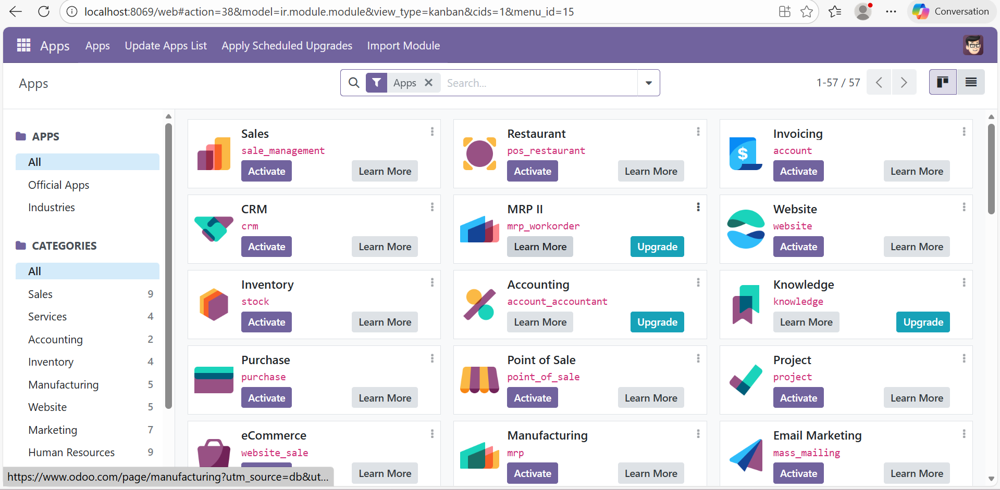 localhost:8069/web#action=38&model=ir.module.module&view_type=kanban&cids=1&menu_id=15
Conversation
Apps
Apps
Update Apps List
Apply Scheduled Upgrades
Import Module
Apps
Apps
Search...
1-57 / 57
APPS
All
Official Apps
Industries
CATEGORIES
All
Sales 9
Services 4
Accounting 2
Inventory 4
Manufacturing 5
Website 5
Marketing 7
Human Resources 9
Sales
sale_management
Activate Learn More
Restaurant
pos_restaurant
Activate Learn More
Invoicing
account
Activate Learn More
CRM
crm
Activate Learn More
MRP II
mrp_workorder
Learn More Upgrade
Website
website
Activate Learn More
Inventory
stock
Activate Learn More
Accounting
account_accountant
Learn More Upgrade
Knowledge
knowledge
Learn More Upgrade
Purchase
purchase
Activate Learn More
Point of Sale
point_of_sale
Activate Learn More
Project
project
Activate Learn More
eCommerce
website_sale
Learn More
Manufacturing
mrp
Activate Learn More
Email Marketing
mass_mailing
Activate Learn More
https://www.odoo.com/page/manufacturing?utm_source=db&ut...